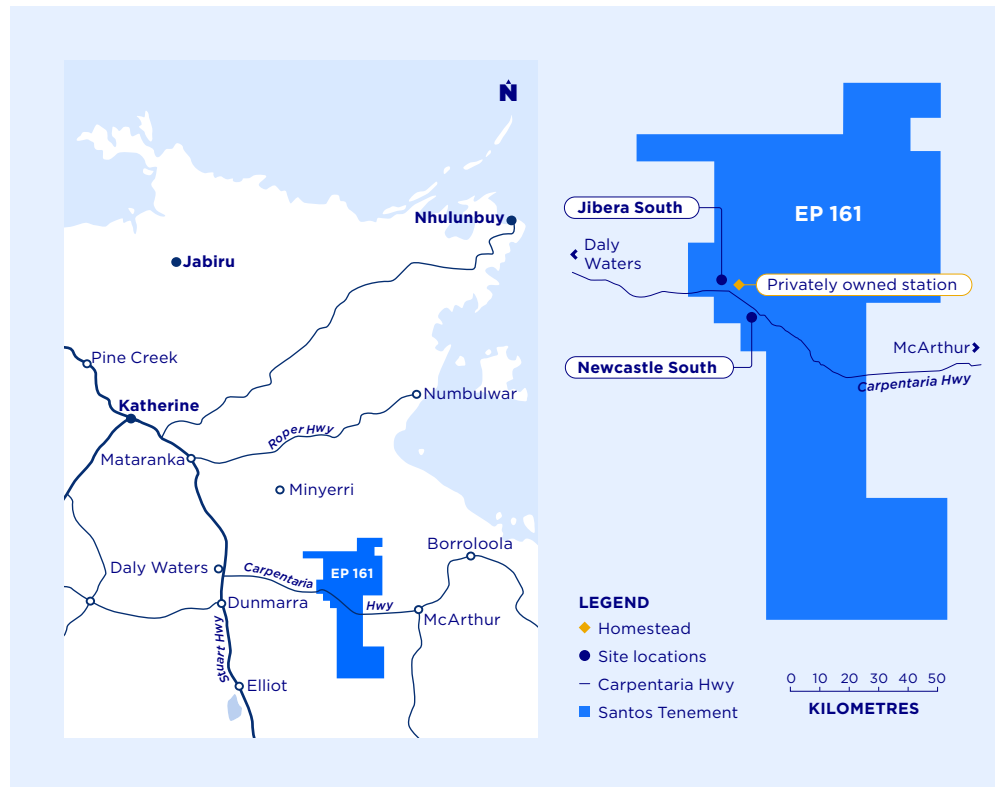 N
Nhulunbuy
Jabiru
Pine Creek
Katherine
Numbulwar
Roper Hwy
Mataranka
Minyerri
Borroloola
Daly Waters
Carpentaria
EP 161
Hwy
Dunmarra
McArthur
Stuart Hwy
Elliot
EP 161
Jibera South
Daly
Waters
Privately owned station
McArthur
Newcastle South
Carpentaria Hwy
LEGEND
Homestead
Site locations
Carpentaria Hwy
Santos Tenement
0 10 20 30 40 50
KILOMETRES